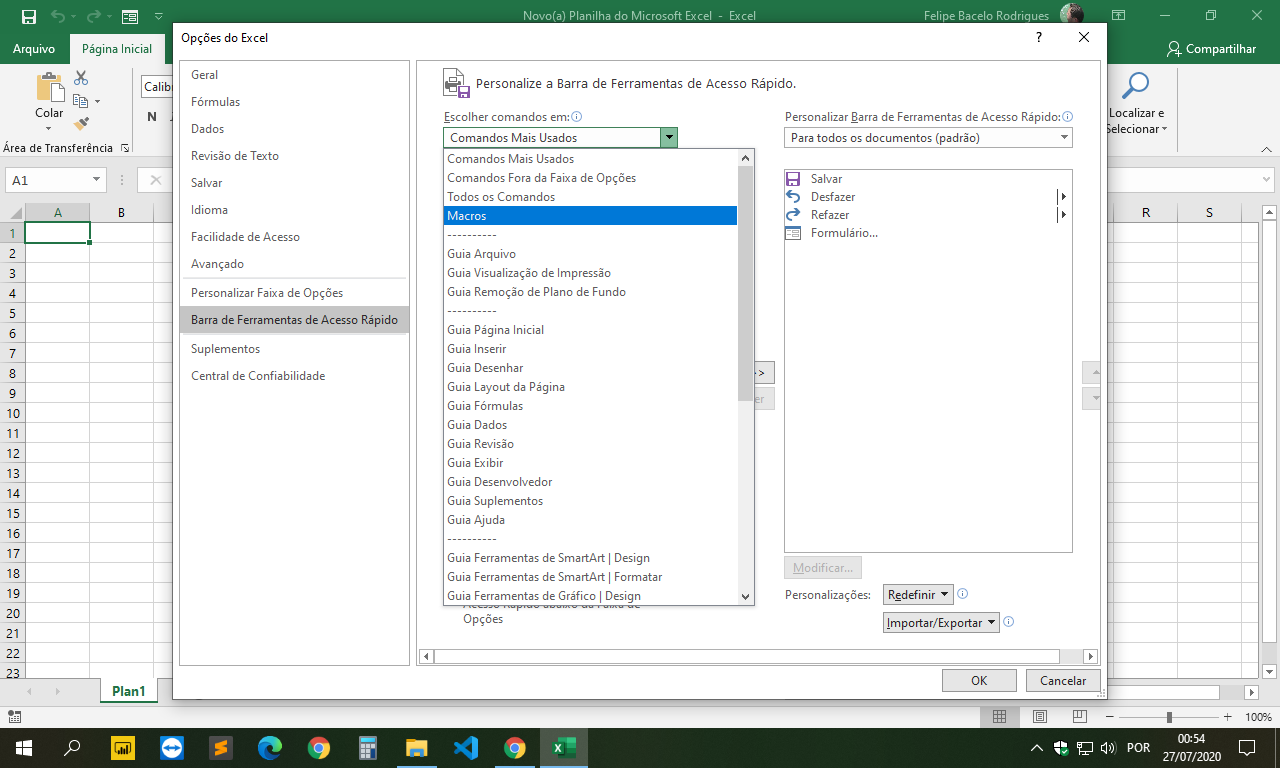 Novo(a) Planilha do Microsoft Excel - Excel
Felipe Bacelo Rodrigues
Arquivo
Página Inicial
Compartilhar
Colar
Área de Transferência
Calib
N
Localizar e
Selecionar
A1
A B R S
1
2
3
4
5
6
7
8
9
10
11
12
13
14
15
16
17
18
19
20
21
22
23
Plan1
Opções do Excel
?
Geral
Fórmulas
Dados
Revisão de Texto
Salvar
Idioma
Facilidade de Acesso
Avançado
Personalizar Faixa de Opções
Barra de Ferramentas de Acesso Rápido
Suplementos
Central de Confiabilidade
Personalize a Barra de Ferramentas de Acesso Rápido.
Escolher comandos em:
Comandos Mais Usados
Comandos Mais Usados
Comandos Fora da Faixa de Opções
Todos os Comandos
Macros
----------
Guia Arquivo
Guia Visualização de Impressão
Guia Remoção de Plano de Fundo
----------
Guia Página Inicial
Guia Inserir
Guia Desenhar
Guia Layout da Página
Guia Fórmulas
Guia Dados
Guia Revisão
Guia Exibir
Guia Desenvolvedor
Guia Suplementos
Guia Ajuda
----------
Guia Ferramentas de SmartArt | Design
Guia Ferramentas de SmartArt | Formatar
Guia Ferramentas de Gráfico | Design
Acesso Rápido abaixo da Faixa de
Opções
>>
er
Personalizar Barra de Ferramentas de Acesso Rápido:
Para todos os documentos (padrão)
Salvar
Desfazer
Refazer
Formulário...
Modificar...
Personalizações:
Redefinir
Importar/Exportar
OK
Cancelar
100%
POR
00:54
27/07/2020